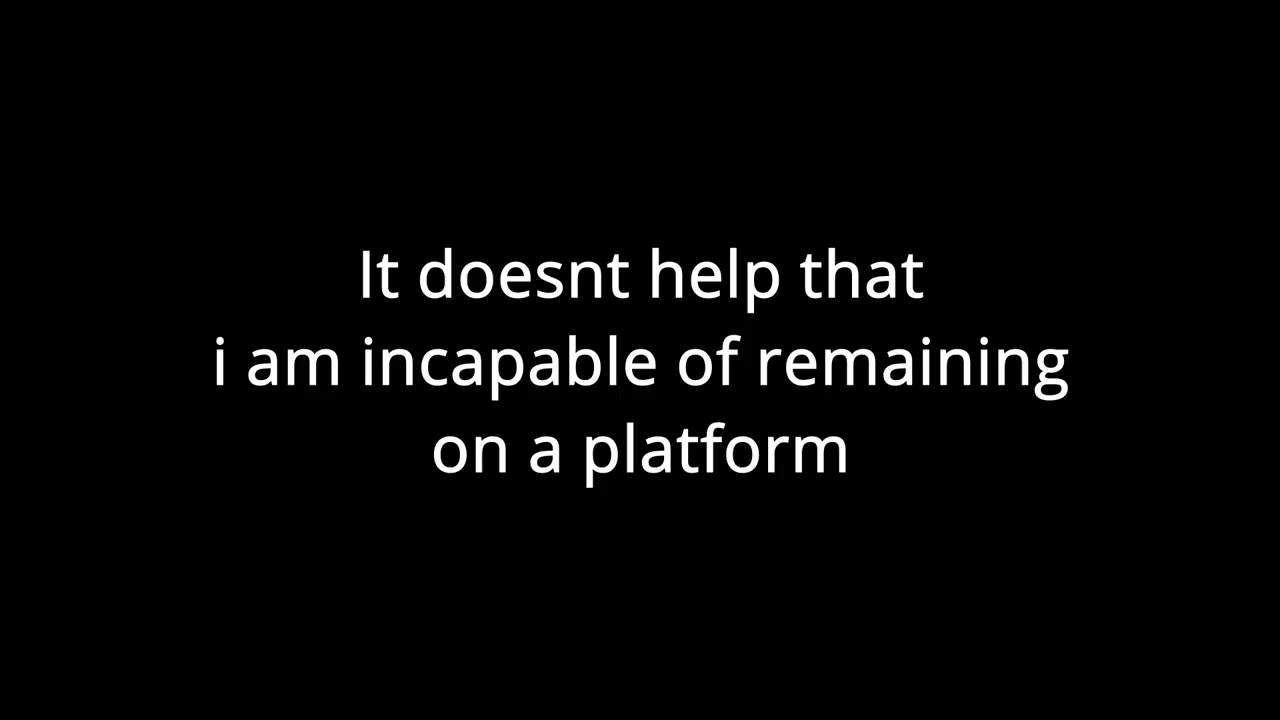 It doesnt help that
i am incapable of remaining
on a platform